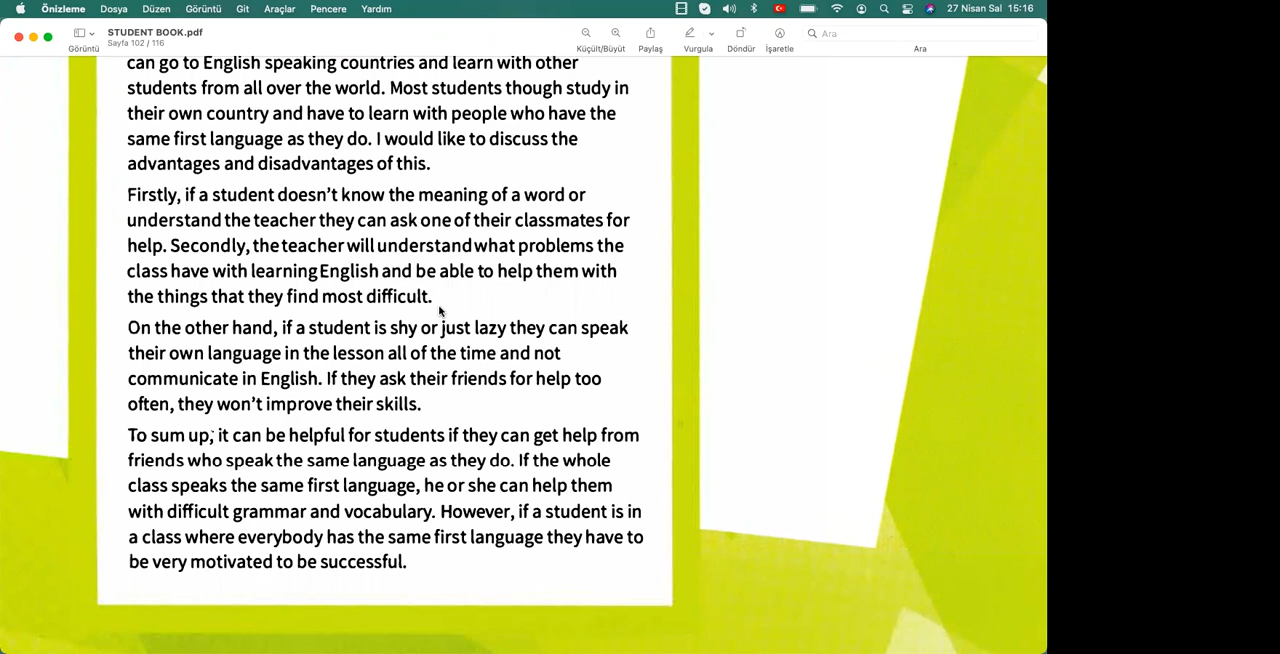 Önizleme Dosya Düzen Görüntü Git Araçlar Pencere Yardım 27 Nisan Sal 15:16
STUDENT BOOK.pdf
Sayfa 102 / 116
Ara
Görüntü Küçült/Büyüt Paylaş Vurgula Döndür İşaretle Ara
can go to English speaking countries and learn with other
students from all over the world. Most students though study in
their own country and have to learn with people who have the
same first language as they do. I would like to discuss the
advantages and disadvantages of this.
Firstly, if a student doesn't know the meaning of a word or
understand the teacher they can ask one of their classmates for
help. Secondly, the teacher will understand what problems the
class have with learning English and be able to help them with
the things that they find most difficult.
On the other hand, if a student is shy or just lazy they can speak
their own language in the lesson all of the time and not
communicate in English. If they ask their friends for help too
often, they won't improve their skills.
To sum up, it can be helpful for students if they can get help from
friends who speak the same language as they do. If the whole
class speaks the same first language, he or she can help them
with difficult grammar and vocabulary. However, if a student is in
a class where everybody has the same first language they have to
be very motivated to be successful.